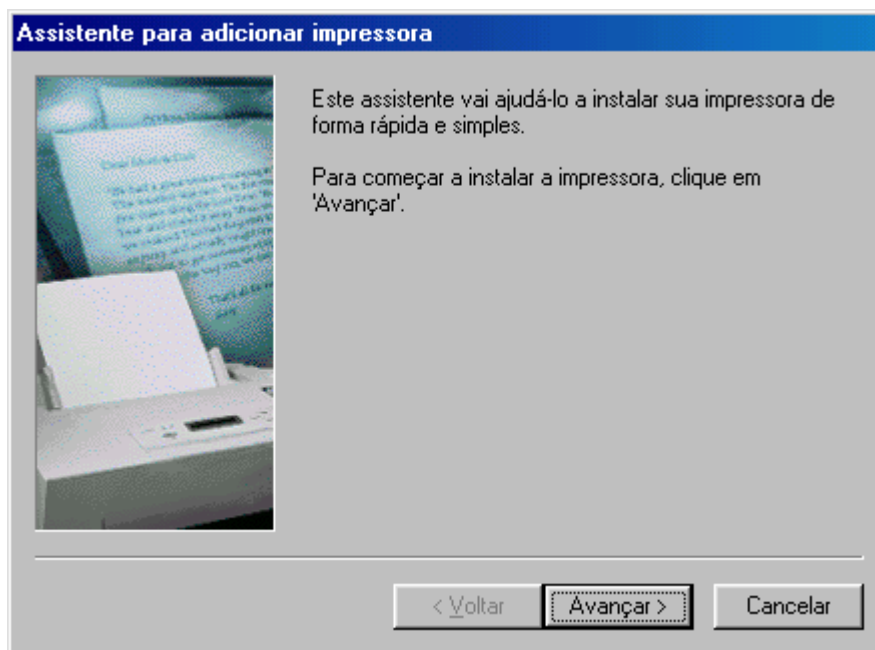 Assistente para adicionar impressora
Este assistente vai ajudá-lo a instalar sua impressora de
forma rápida e simples.
Para começar a instalar a impressora, clique em
'Avançar'.
< Voltar
Avançar >
Cancelar